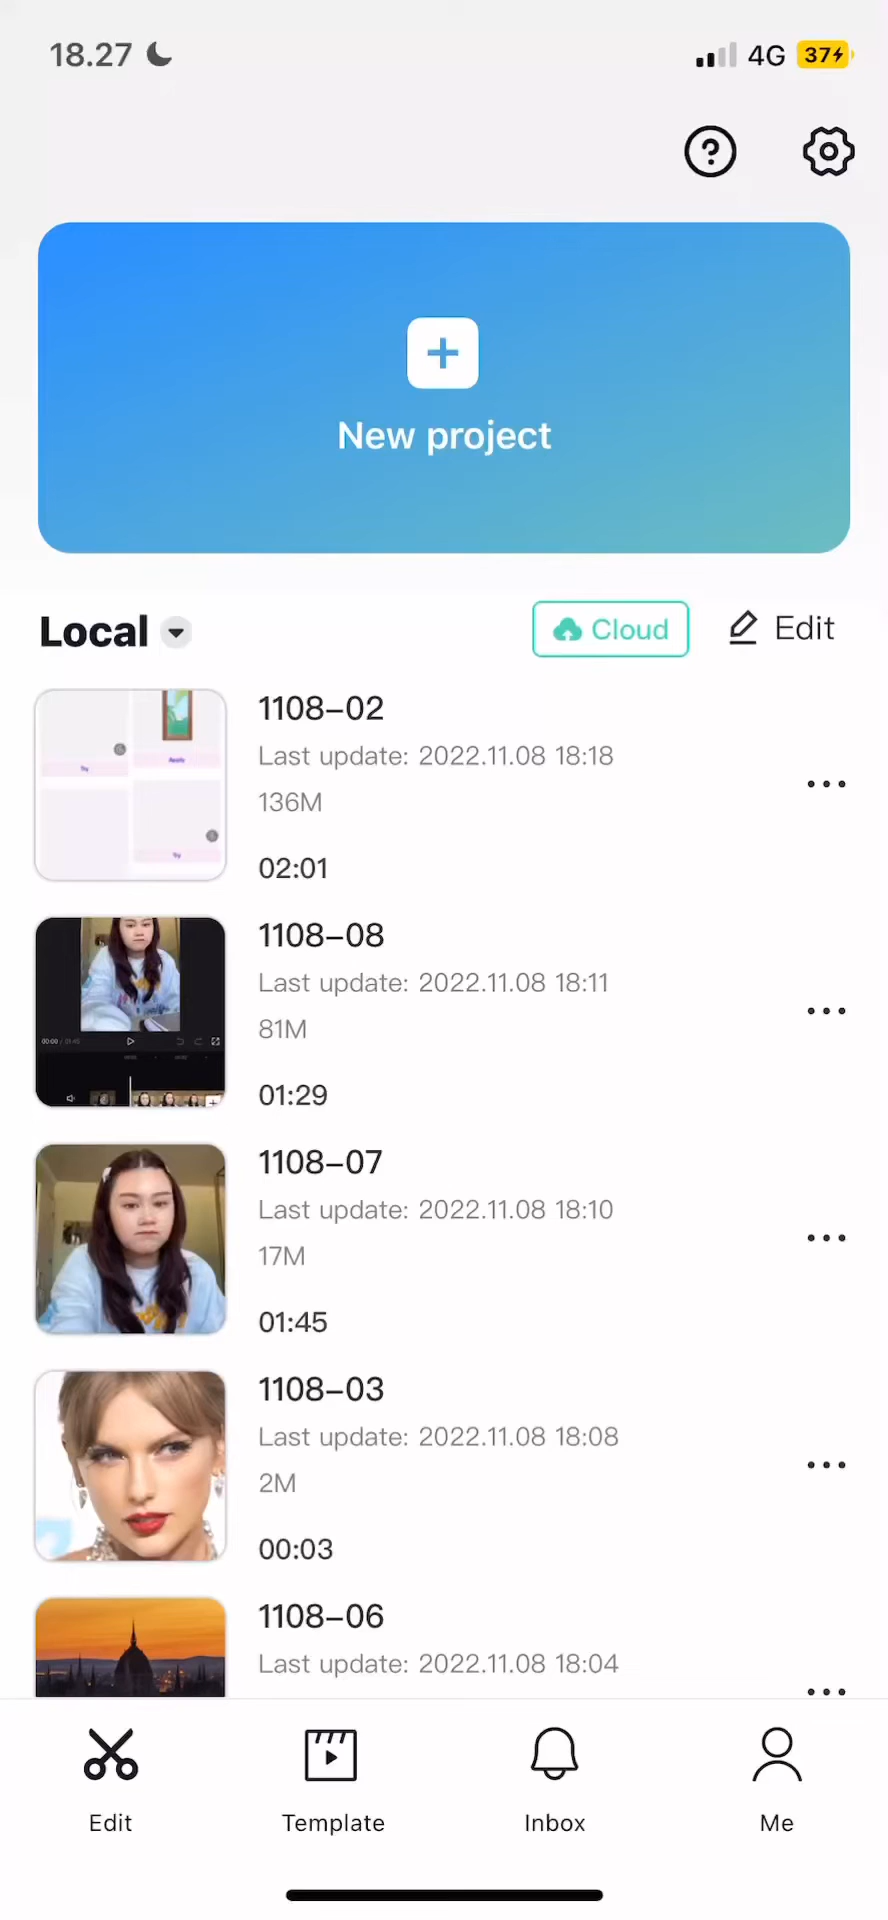 18.27
4G 37
New project
Local
Cloud
Edit
1108-02
Last update: 2022.11.08 18:18
136M
02:01
Try
Apply
Try
1108-08
Last update: 2022.11.08 18:11
81M
01:29
1108-07
Last update: 2022.11.08 18:10
17M
01:45
1108-03
Last update: 2022.11.08 18:08
2M
00:03
1108-06
Last update: 2022.11.08 18:04
Edit
Template
Inbox
Me